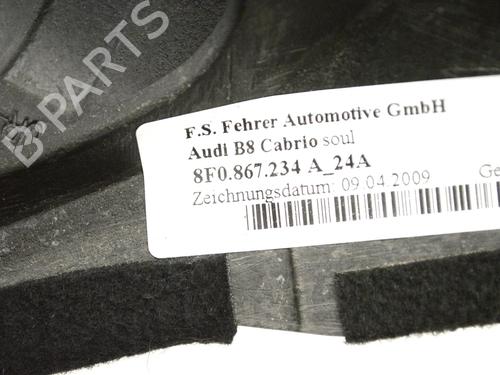 B-PARTS
F.S. Fehrer Automotive GmbH
Audi B8 Cabrio soul
8F0.867.234 A_24A
Zeichnungsdatum: 09.04.2009